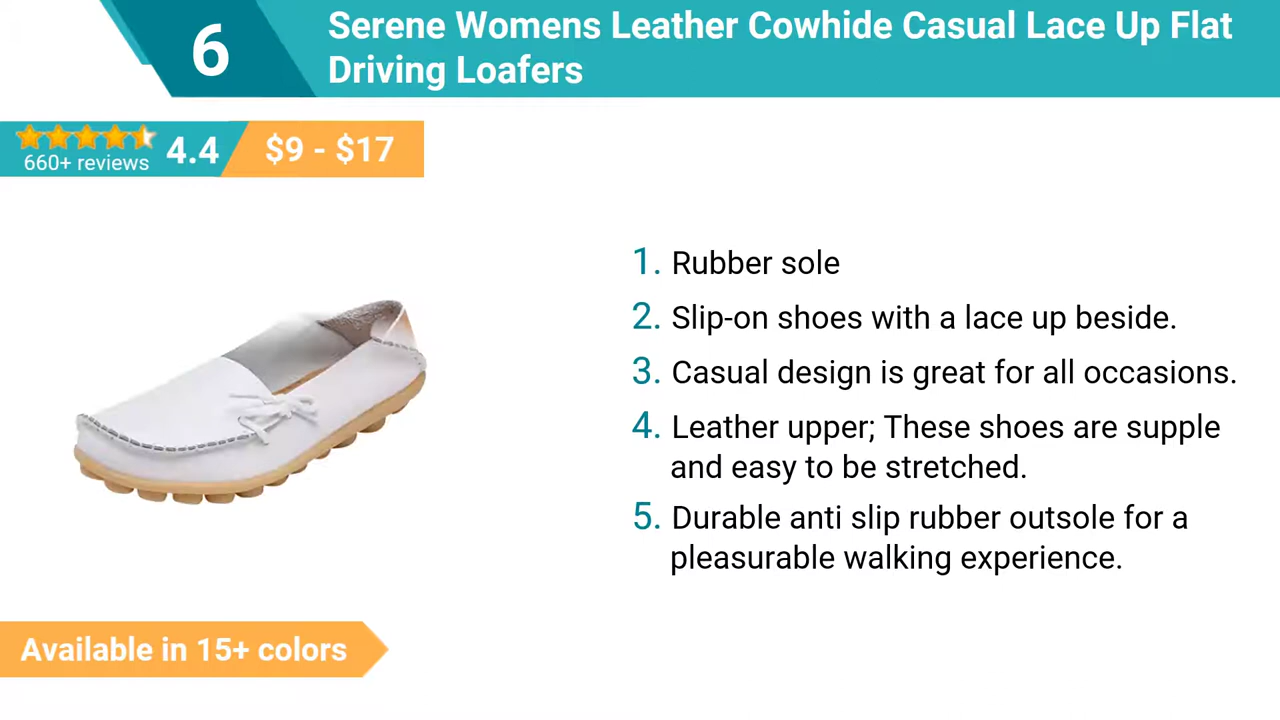 6
Serene Womens Leather Cowhide Casual Lace Up Flat
Driving Loafers
660+ reviews
4.4
$9 - $17
1. Rubber sole
2. Slip-on shoes with a lace up beside.
3. Casual design is great for all occasions.
4. Leather upper; These shoes are supple
and easy to be stretched.
5. Durable anti slip rubber outsole for a
pleasurable walking experience.
Available in 15+ colors